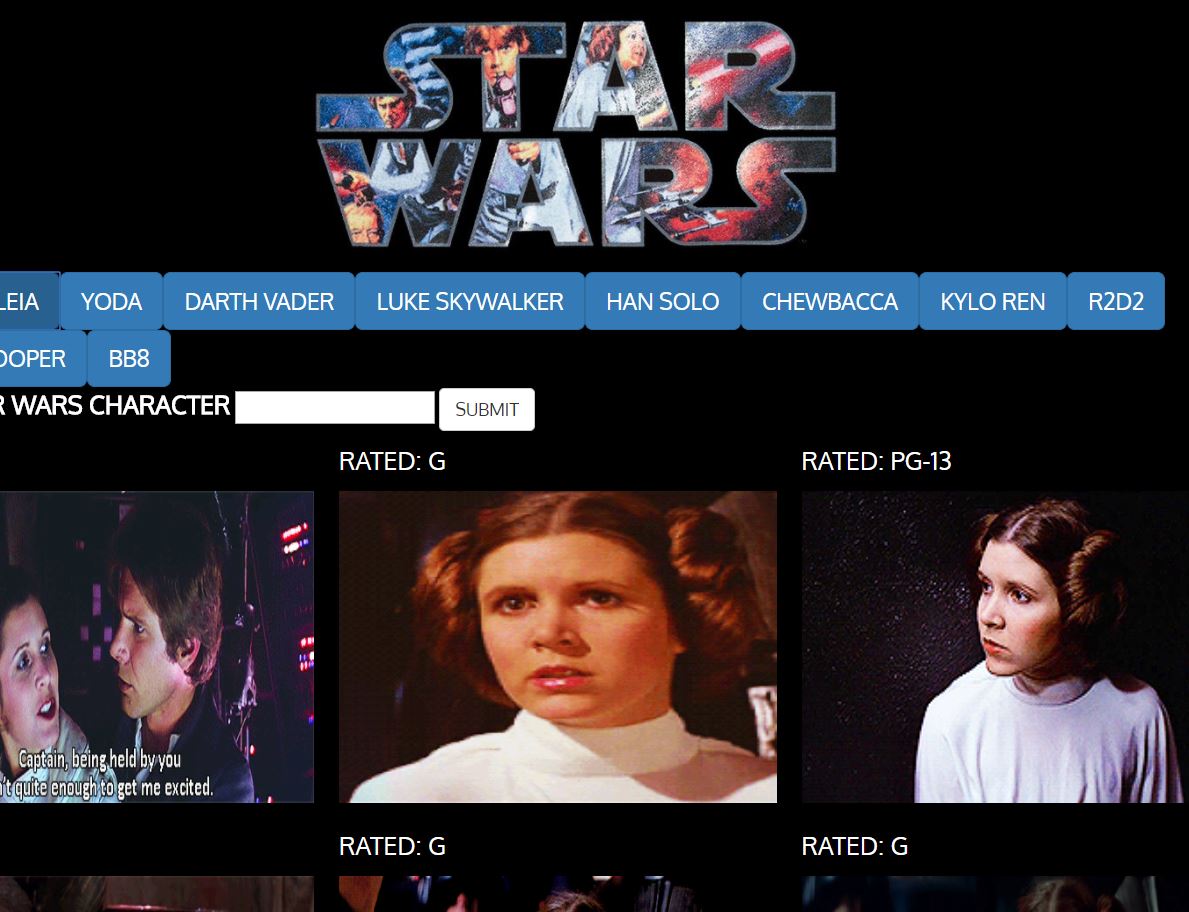 STAR
WARS
LEIA YODA DARTH VADER LUKE SKYWALKER HAN SOLO CHEWBACCA KYLO REN R2D2
OOPER BB8
R WARS CHARACTER SUBMIT
RATED: G RATED: PG-13
Captain, being held by you
n't quite enough to get me excited.
RATED: G RATED: G